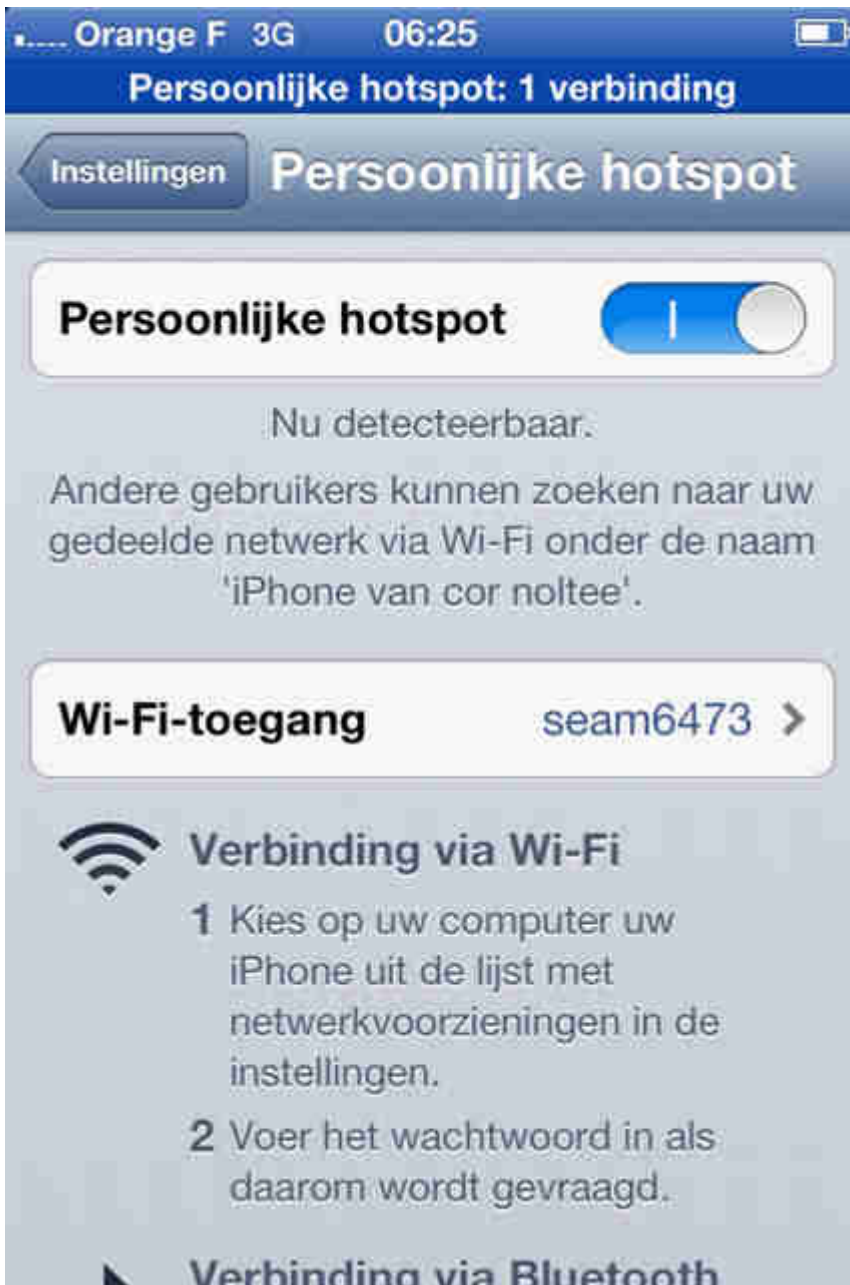 Orange F 3G 06:25
Persoonlijke hotspot: 1 verbinding
Instellingen Persoonlijke hotspot
Persoonlijke hotspot
Nu detecteerbaar.
Andere gebruikers kunnen zoeken naar uw
gedeelde netwerk via Wi-Fi onder de naam
'iPhone van cor noltee'.
Wi-Fi-toegang seam6473
Verbinding via Wi-Fi
1 Kies op uw computer uw
iPhone uit de lijst met
netwerkvoorzieningen in de
instellingen.
2 Voer het wachtwoord in als
daarom wordt gevraagd.
Verbinding via Bluetooth